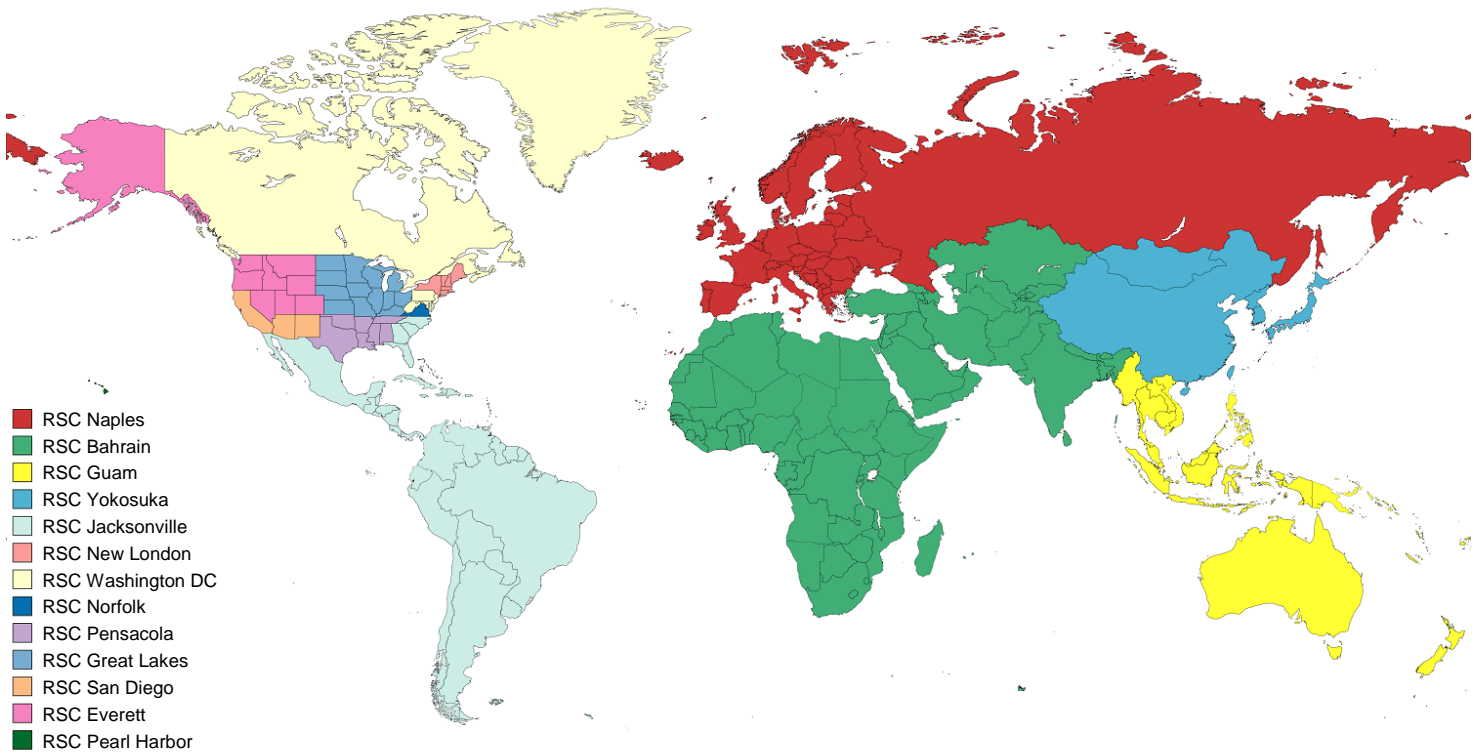 RSC Naples
RSC Bahrain
RSC Guam
RSC Yokosuka
RSC Jacksonville
RSC New London
RSC Washington DC
RSC Norfolk
RSC Pensacola
RSC Great Lakes
RSC San Diego
RSC Everett
RSC Pearl Harbor